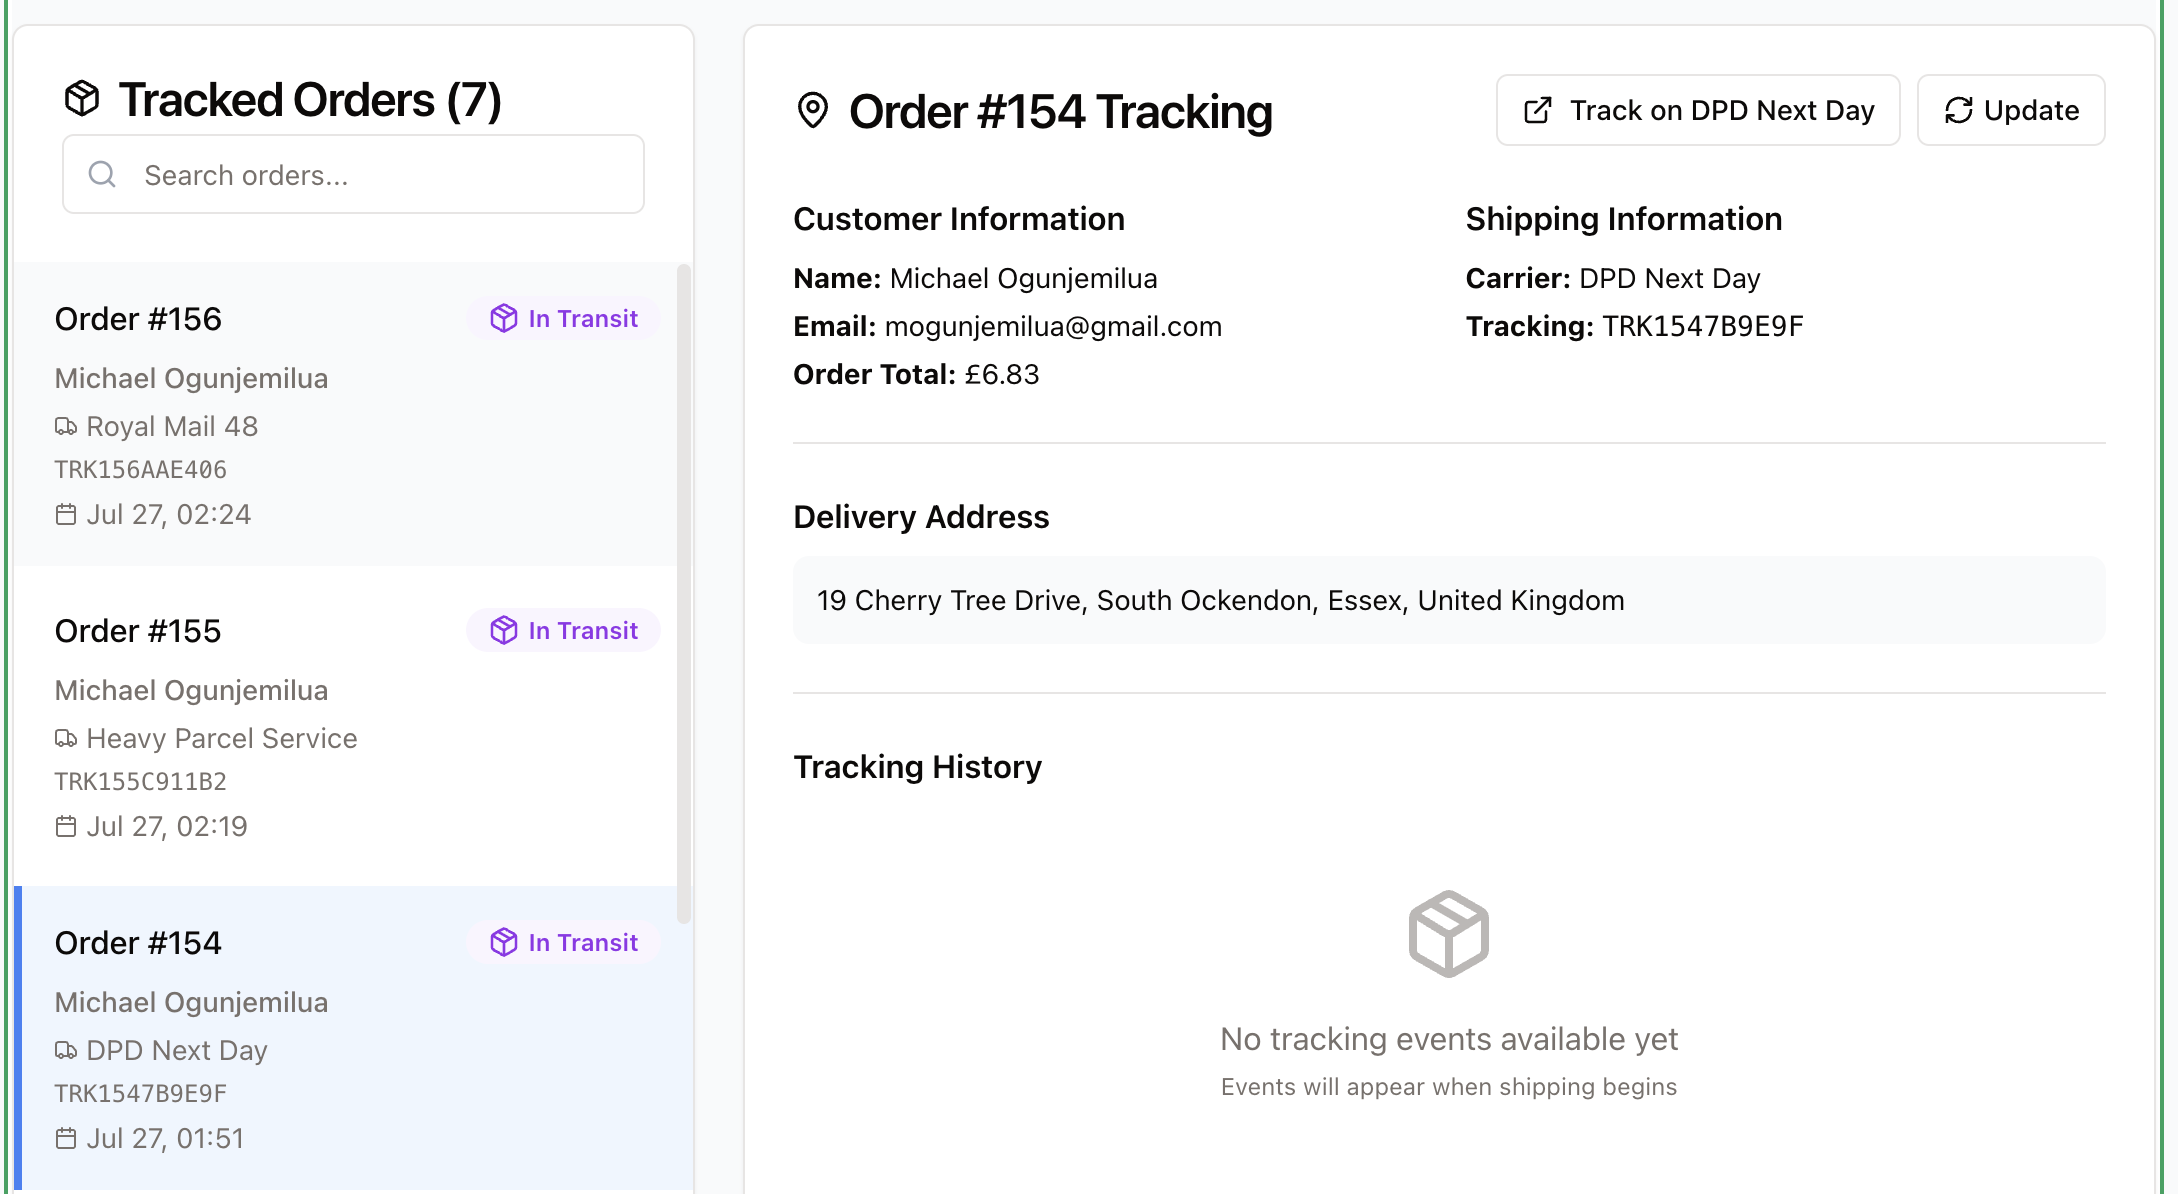 Tracked Orders (7)
Search orders...
Order #156
In Transit
Michael Ogunjemilua
Royal Mail 48
TRK156AAE406
Jul 27, 02:24
Order #155
In Transit
Michael Ogunjemilua
Heavy Parcel Service
TRK155C911B2
Jul 27, 02:19
Order #154
In Transit
Michael Ogunjemilua
DPD Next Day
TRK1547B9E9F
Jul 27, 01:51
Order #154 Tracking
Track on DPD Next Day
Update
Customer Information
Name: Michael Ogunjemilua
Email: mogunjemilua@gmail.com
Order Total: £6.83
Shipping Information
Carrier: DPD Next Day
Tracking: TRK1547B9E9F
Delivery Address
19 Cherry Tree Drive, South Ockendon, Essex, United Kingdom
Tracking History
No tracking events available yet
Events will appear when shipping begins